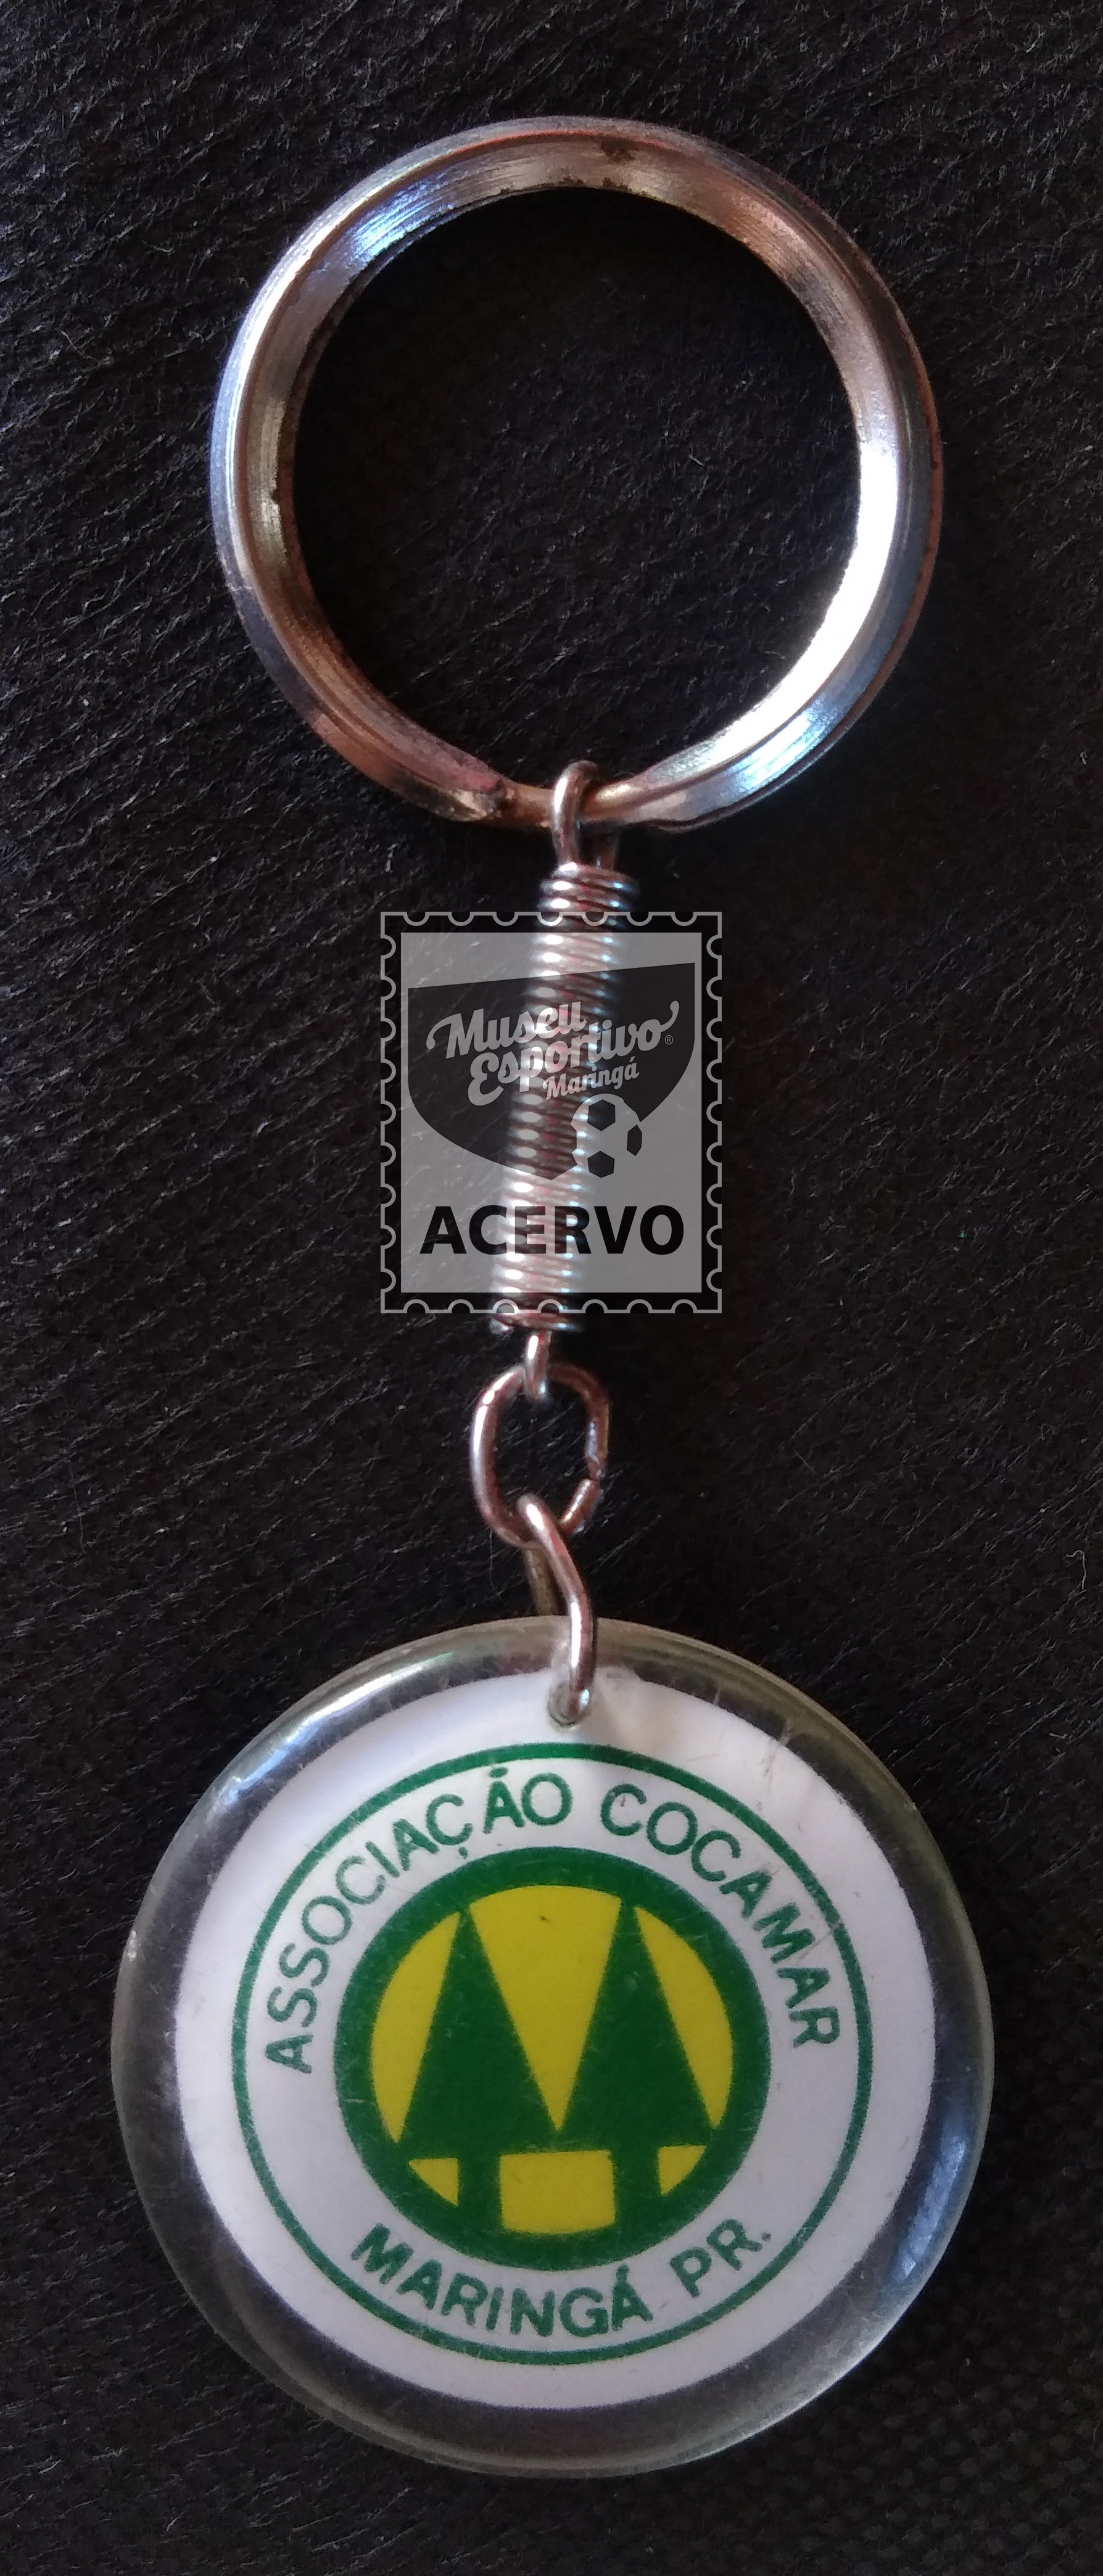 Museu
Esportivo®
Maringá
ACERVO
ASSOCIAÇÃO COCAMAR
MARINGÁ PR.